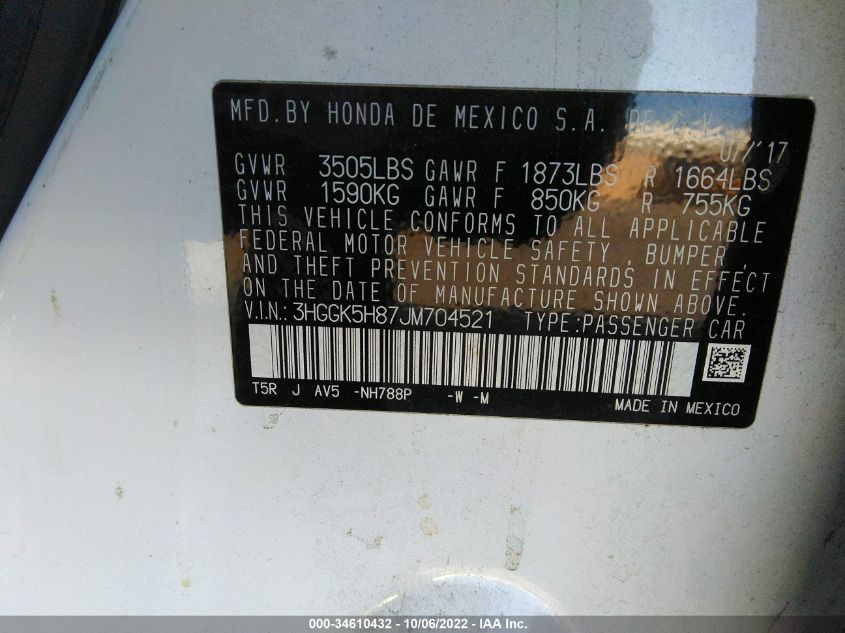 MFD.BY HONDA DE MEXICO S.A. DE C.V.
07/'17
GVWR 3505LBS GAWR F 1873LBS R 1664LBS
GVWR 1590KG GAWR F 850KG R 755KG
THIS VEHICLE CONFORMS TO ALL APPLICABLE
FEDERAL MOTOR VEHICLE SAFETY , BUMPER ,
AND THEFT PREVENTION STANDARDS IN EFFECT
ON THE DATE OF MANUFACTURE SHOWN ABOVE.
V.I.N.: 3HGGK5H87JM704521 TYPE:PASSENGER CAR
T5R J AV5 -NH788P -W -M
MADE IN MEXICO
000-34610432 - 10/06/2022 - IAA Inc.